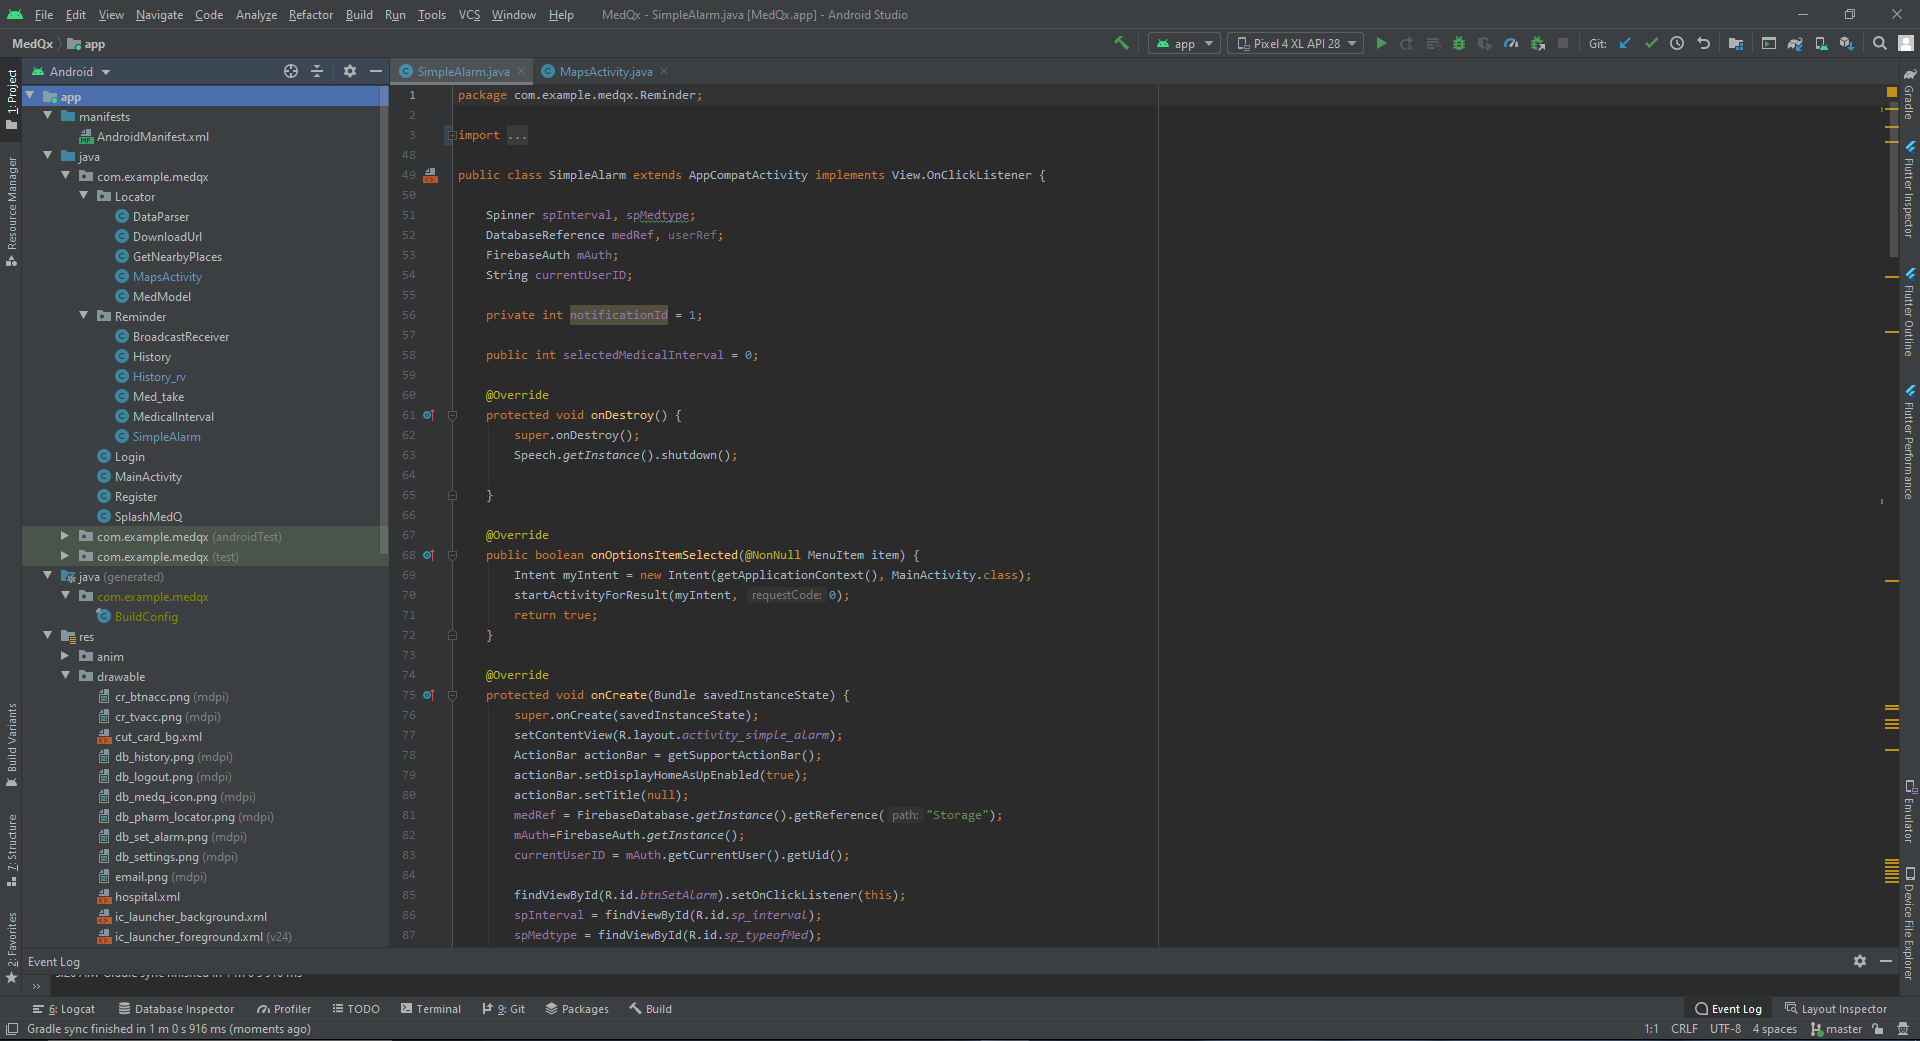 File Edit View Navigate Code Analyze Refactor Build Run Tools VCS Window Help MedQx - SimpleAlarm.java [MedQx.app] - Android Studio
MedQx app
app Pixel 4 XL API 28 Git:
Android
SimpleAlarm.java MapsActivity.java
1: Project
Resource Manager
Build Variants
7: Structure
2: Favorites
app
manifests
AndroidManifest.xml
java
com.example.medqx
Locator
DataParser
DownloadUrl
GetNearbyPlaces
MapsActivity
MedModel
Reminder
BroadcastReceiver
History
History_rv
Med_take
MedicalInterval
SimpleAlarm
Login
MainActivity
Register
SplashMedQ
com.example.medqx (androidTest)
com.example.medqx (test)
java (generated)
com.example.medqx
BuildConfig
res
anim
drawable
cr_btnacc.png (mdpi)
cr_tvacc.png (mdpi)
cut_card_bg.xml
db_history.png (mdpi)
db_logout.png (mdpi)
db_medq_icon.png (mdpi)
db_pharm_locator.png (mdpi)
db_set_alarm.png (mdpi)
db_settings.png (mdpi)
email.png (mdpi)
hospital.xml
ic_launcher_background.xml
ic_launcher_foreground.xml (v24)
1 package com.example.medqx.Reminder;
2
3 import ...
48
49 public class SimpleAlarm extends AppCompatActivity implements View.OnClickListener {
50
51 Spinner spInterval, spMedtype;
52 DatabaseReference medRef, userRef;
53 FirebaseAuth mAuth;
54 String currentUserID;
55
56 private int notificationId = 1;
57
58 public int selectedMedicalInterval = 0;
59
60 @Override
61 protected void onDestroy() {
62 super.onDestroy();
63 Speech.getInstance().shutdown();
64
65 }
66
67 @Override
68 public boolean onOptionsItemSelected(@NonNull MenuItem item) {
69 Intent myIntent = new Intent(getApplicationContext(), MainActivity.class);
70 startActivityForResult(myIntent, requestCode: 0);
71 return true;
72 }
73
74 @Override
75 protected void onCreate(Bundle savedInstanceState) {
76 super.onCreate(savedInstanceState);
77 setContentView(R.layout.activity_simple_alarm);
78 ActionBar actionBar = getSupportActionBar();
79 actionBar.setDisplayHomeAsUpEnabled(true);
80 actionBar.setTitle(null);
81 medRef = FirebaseDatabase.getInstance().getReference( path: "Storage");
82 mAuth=FirebaseAuth.getInstance();
83 currentUserID = mAuth.getCurrentUser().getUid();
84
85 findViewById(R.id.btnSetAlarm).setOnClickListener(this);
86 spInterval = findViewById(R.id.sp_interval);
87 spMedtype = findViewById(R.id.sp_typeofMed);
Gradle
Flutter Inspector
Flutter Outline
Flutter Performance
Emulator
Device File Explorer
Event Log
Gradle sync finished in 1 m 0 s 916 ms
6: Logcat Database Inspector Profiler TODO Terminal 9: Git Packages Build Event Log Layout Inspector
Gradle sync finished in 1 m 0 s 916 ms (moments ago) 1:1 CRLF UTF-8 4 spaces master